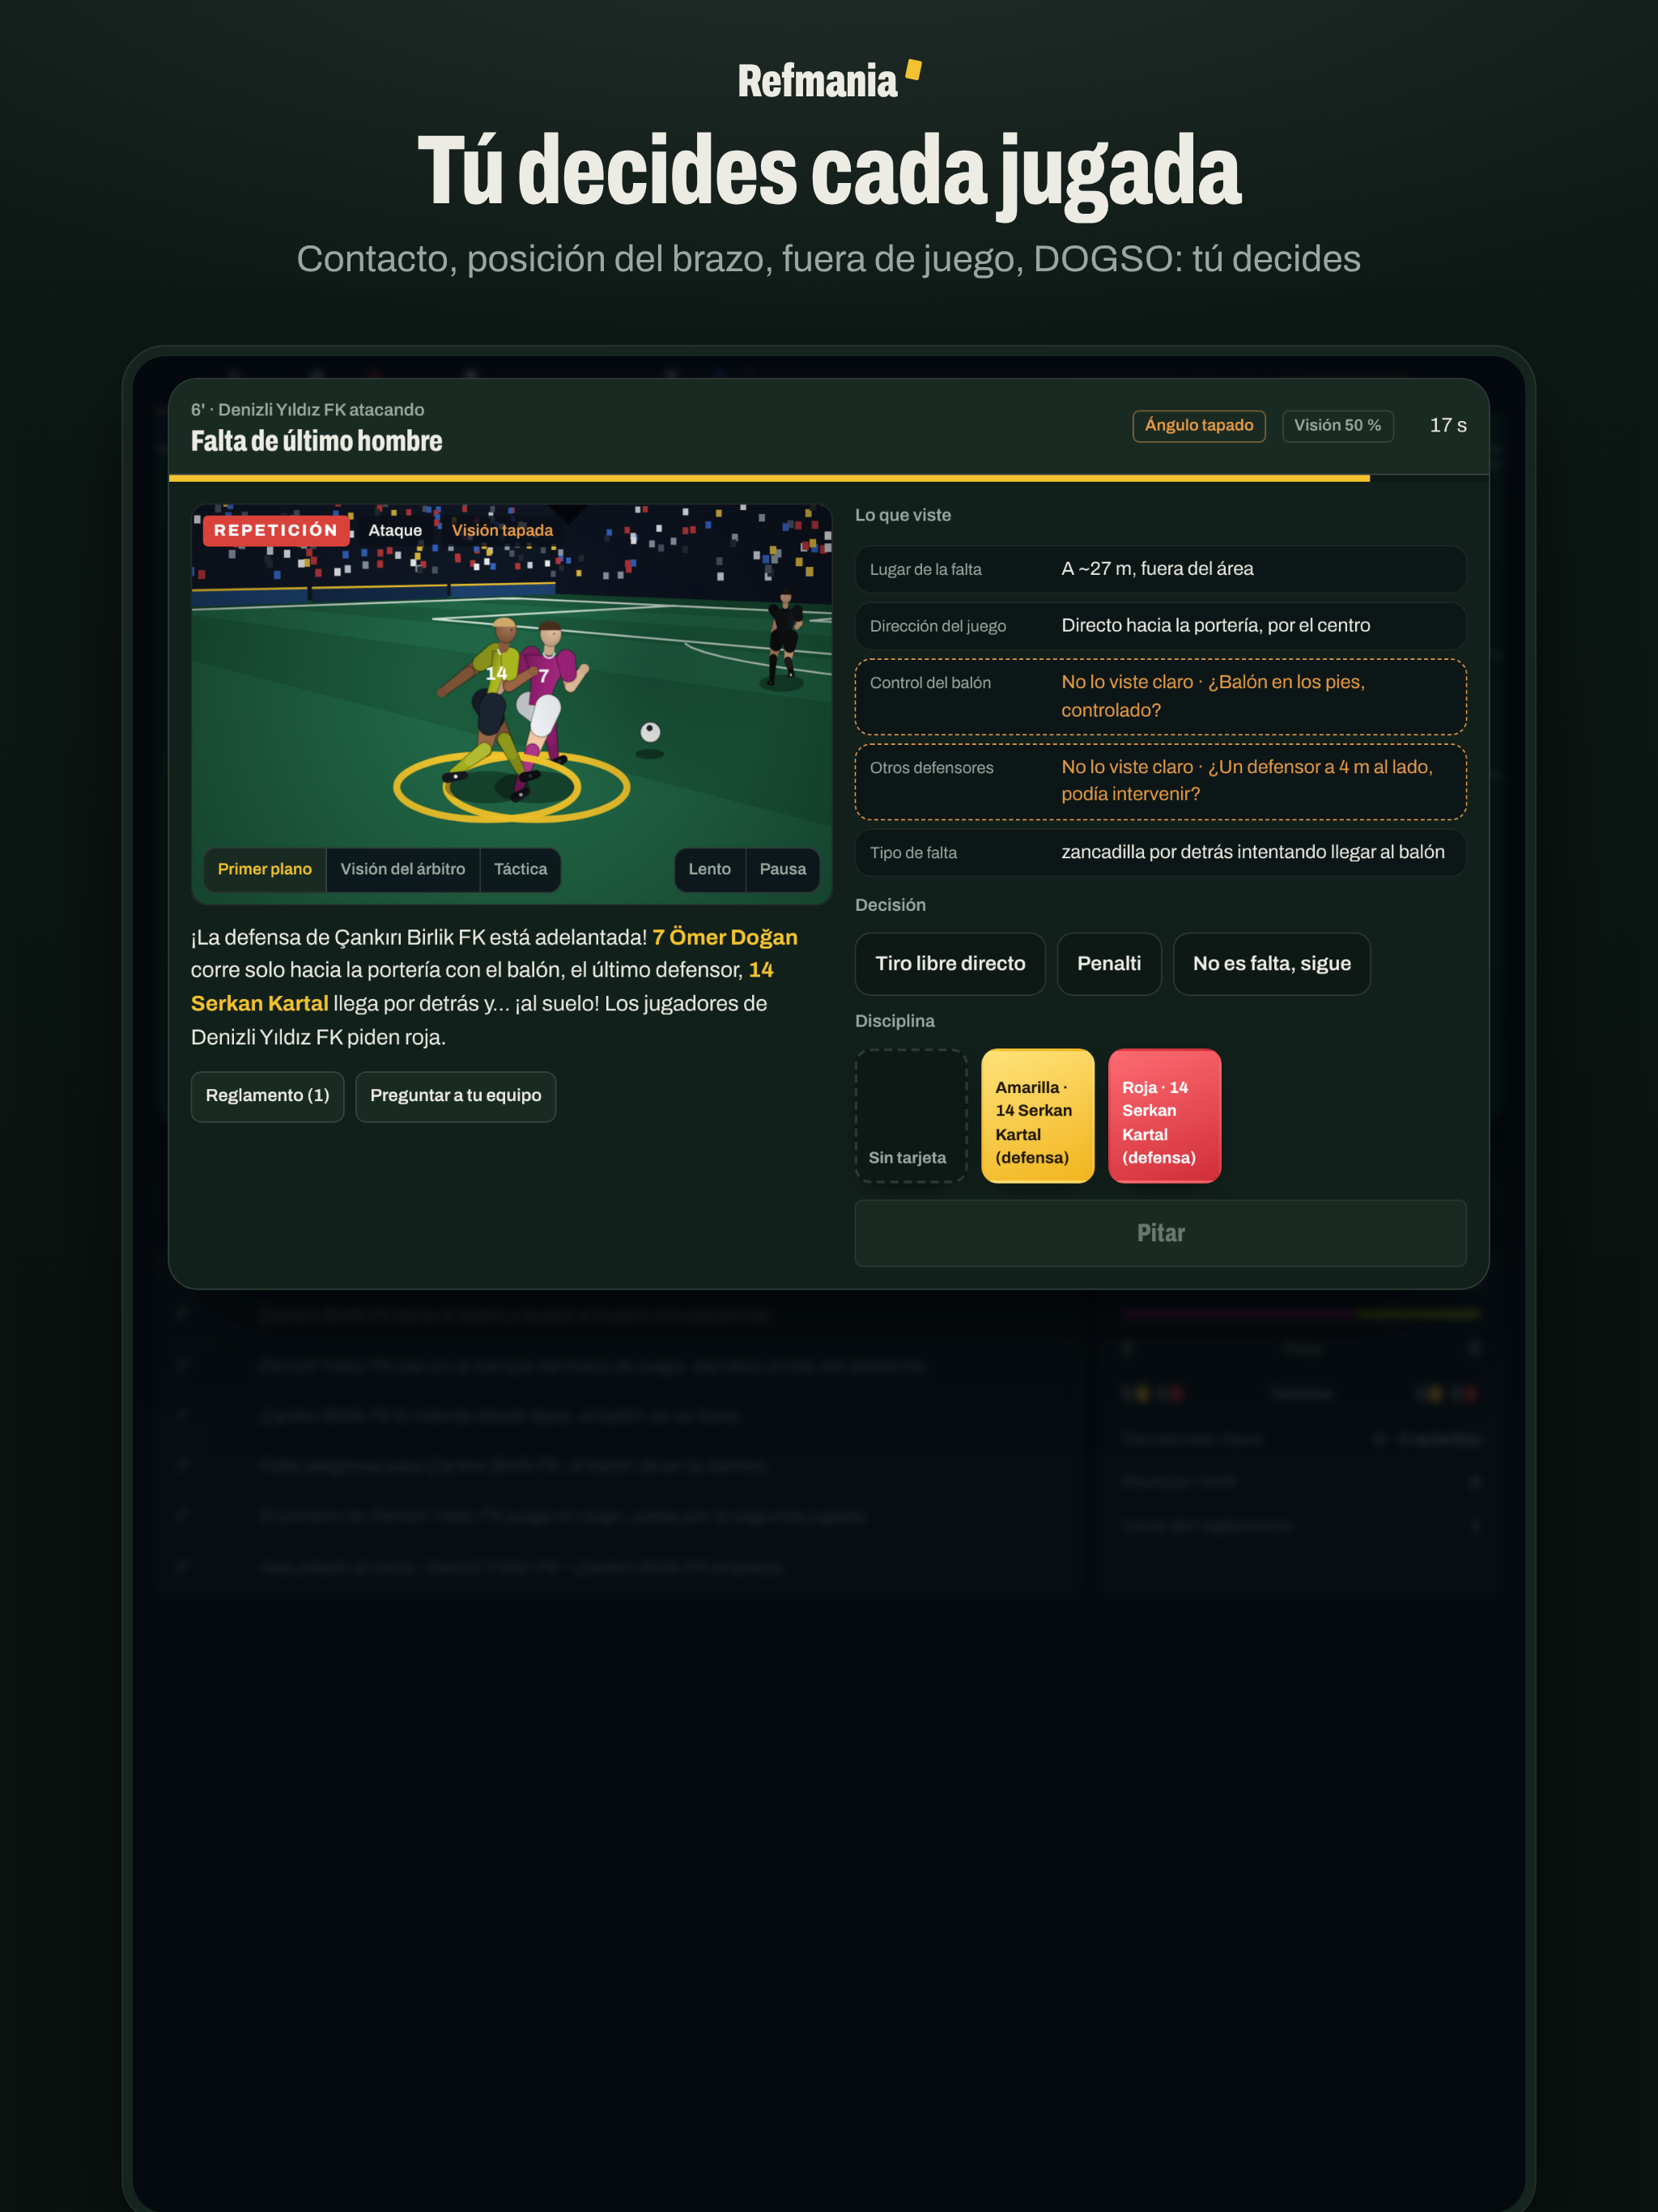 Refmania
Tú decides cada jugada
Contacto, posición del brazo, fuera de juego, DOGSO: tú decides
6' · Denizli Yıldız FK atacando
Falta de último hombre
Ángulo tapado
Visión 50 %
17 s
REPETICIÓN
Ataque
Visión tapada
14
7
Primer plano
Visión del árbitro
Táctica
Lento
Pausa
¡La defensa de Çankırı Birlik FK está adelantada! 7 Ömer Doğan
corre solo hacia la portería con el balón, el último defensor, 14
Serkan Kartal llega por detrás y... ¡al suelo! Los jugadores de
Denizli Yıldız FK piden roja.
Reglamento (1)
Preguntar a tu equipo
Lo que viste
Lugar de la falta
A ~27 m, fuera del área
Dirección del juego
Directo hacia la portería, por el centro
Control del balón
No lo viste claro · ¿Balón en los pies,
controlado?
Otros defensores
No lo viste claro · ¿Un defensor a 4 m al lado,
podía intervenir?
Tipo de falta
zancadilla por detrás intentando llegar al balón
Decisión
Tiro libre directo
Penalti
No es falta, sigue
Disciplina
Sin tarjeta
Amarilla ·
14 Serkan
Kartal
(defensa)
Roja · 14
Serkan
Kartal
(defensa)
Pitar